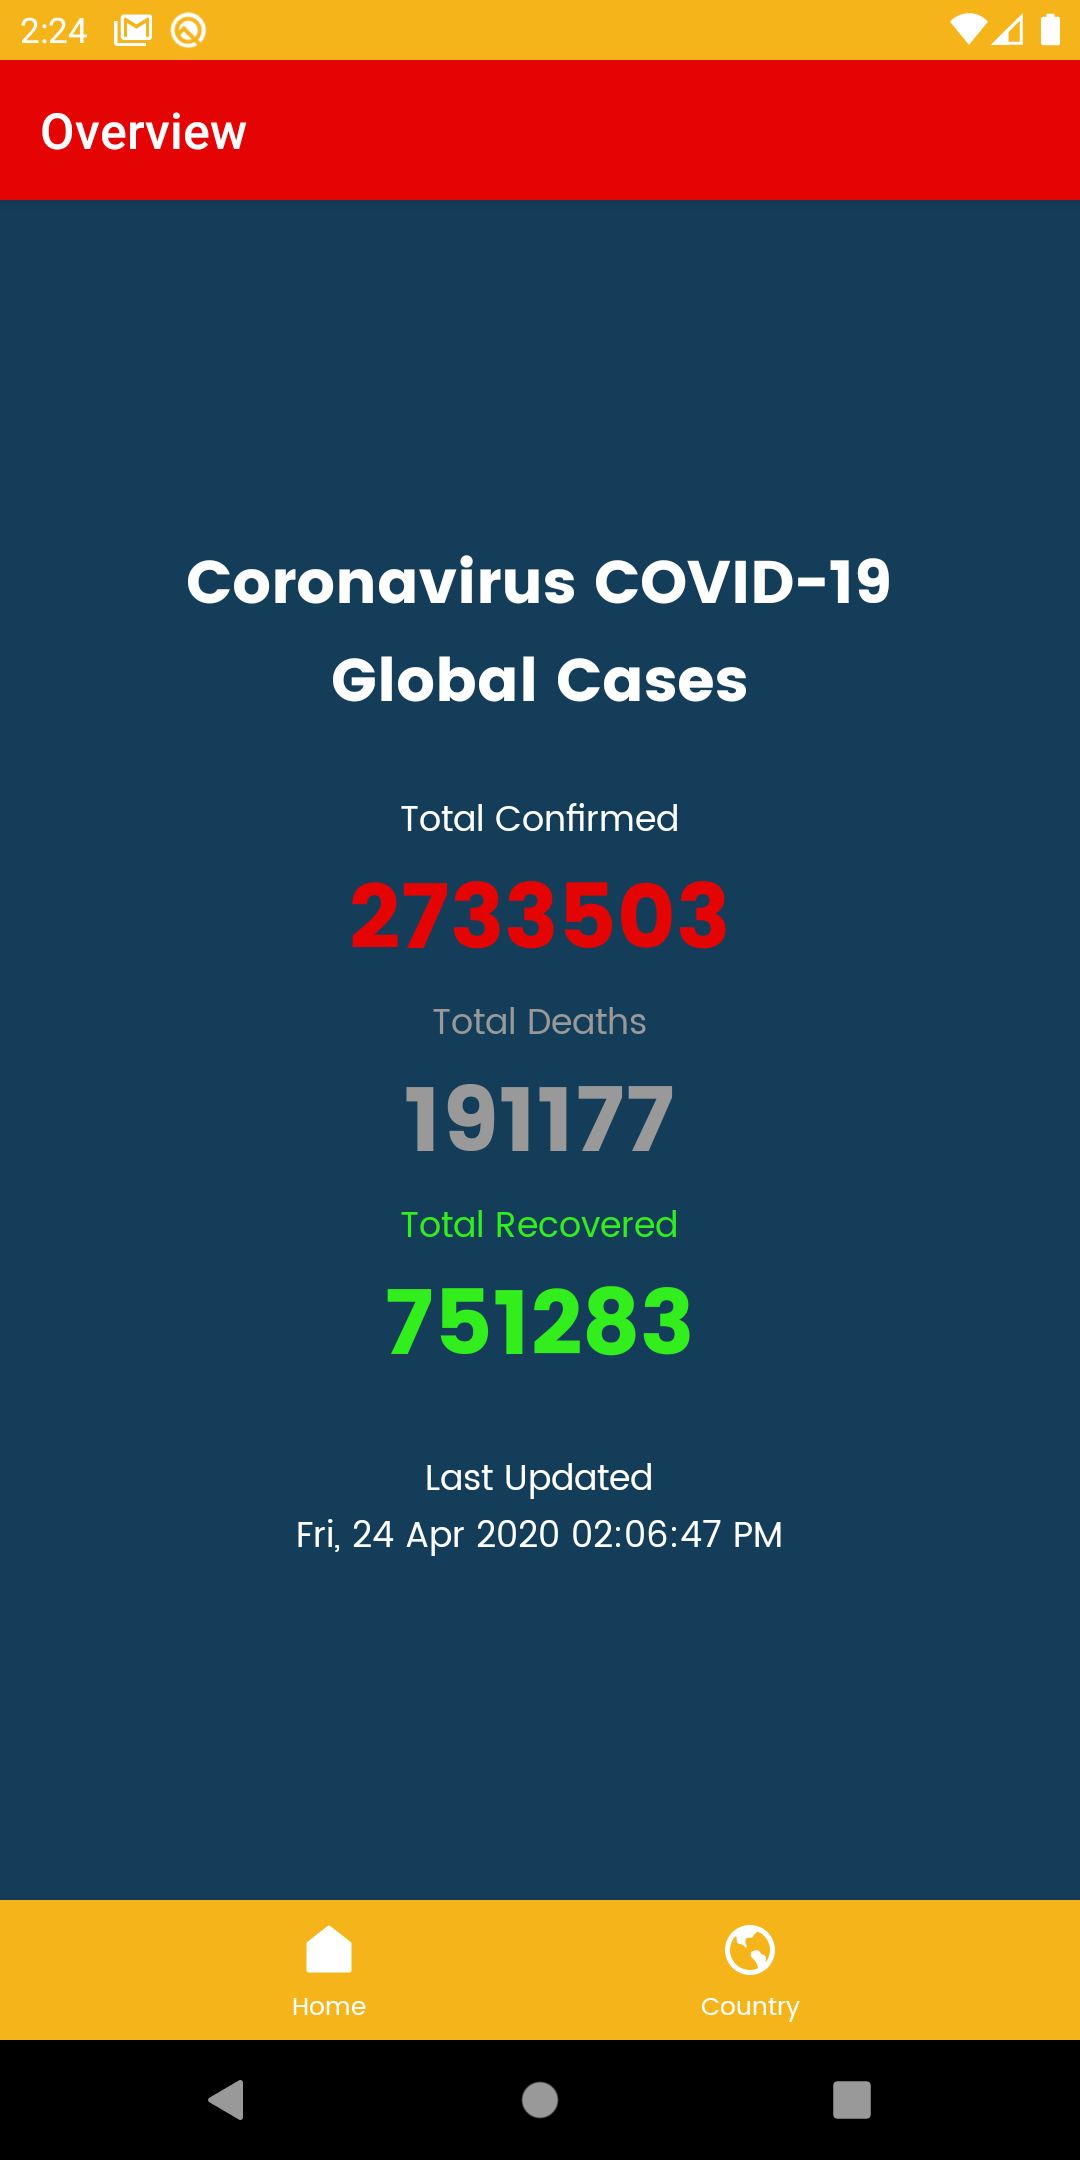 2:24
Overview
Coronavirus COVID-19
Global Cases
Total Confirmed
2733503
Total Deaths
191177
Total Recovered
751283
Last Updated
Fri, 24 Apr 2020 02:06:47 PM
Home
Country